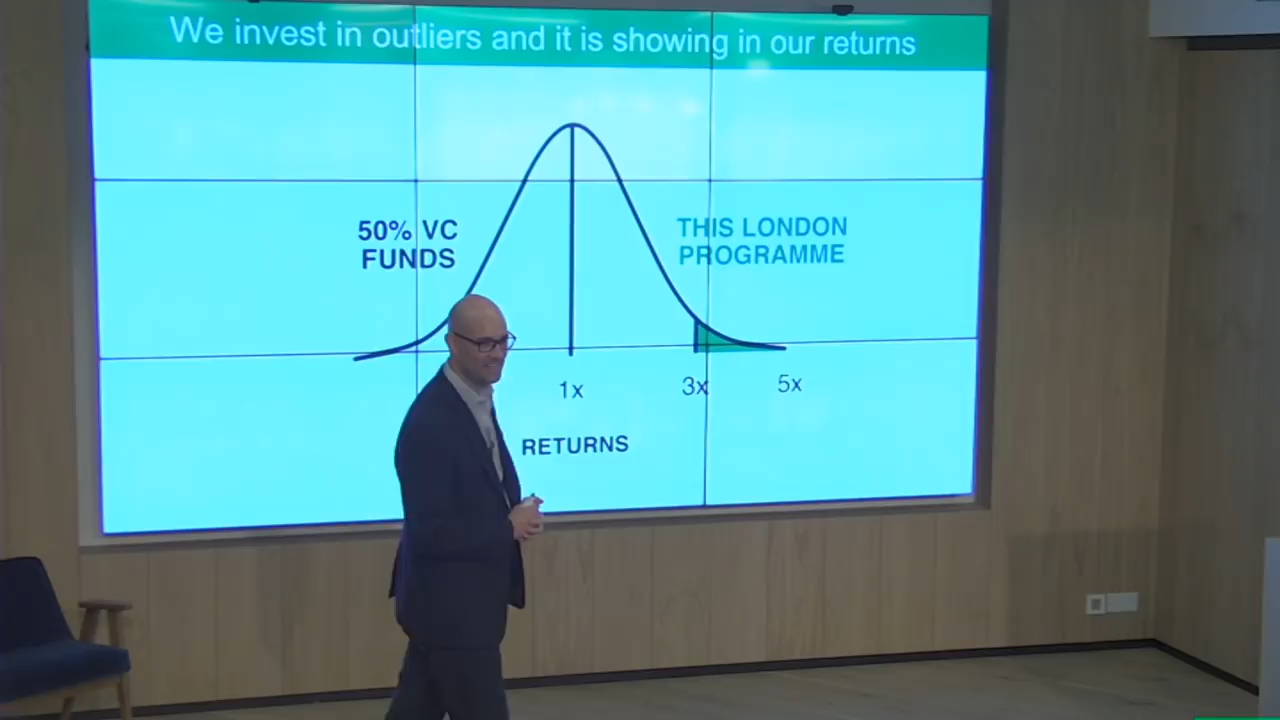 We invest in outliers and it is showing in our returns
50% VC
FUNDS
THIS LONDON
PROGRAMME
1x
3x
5x
RETURNS